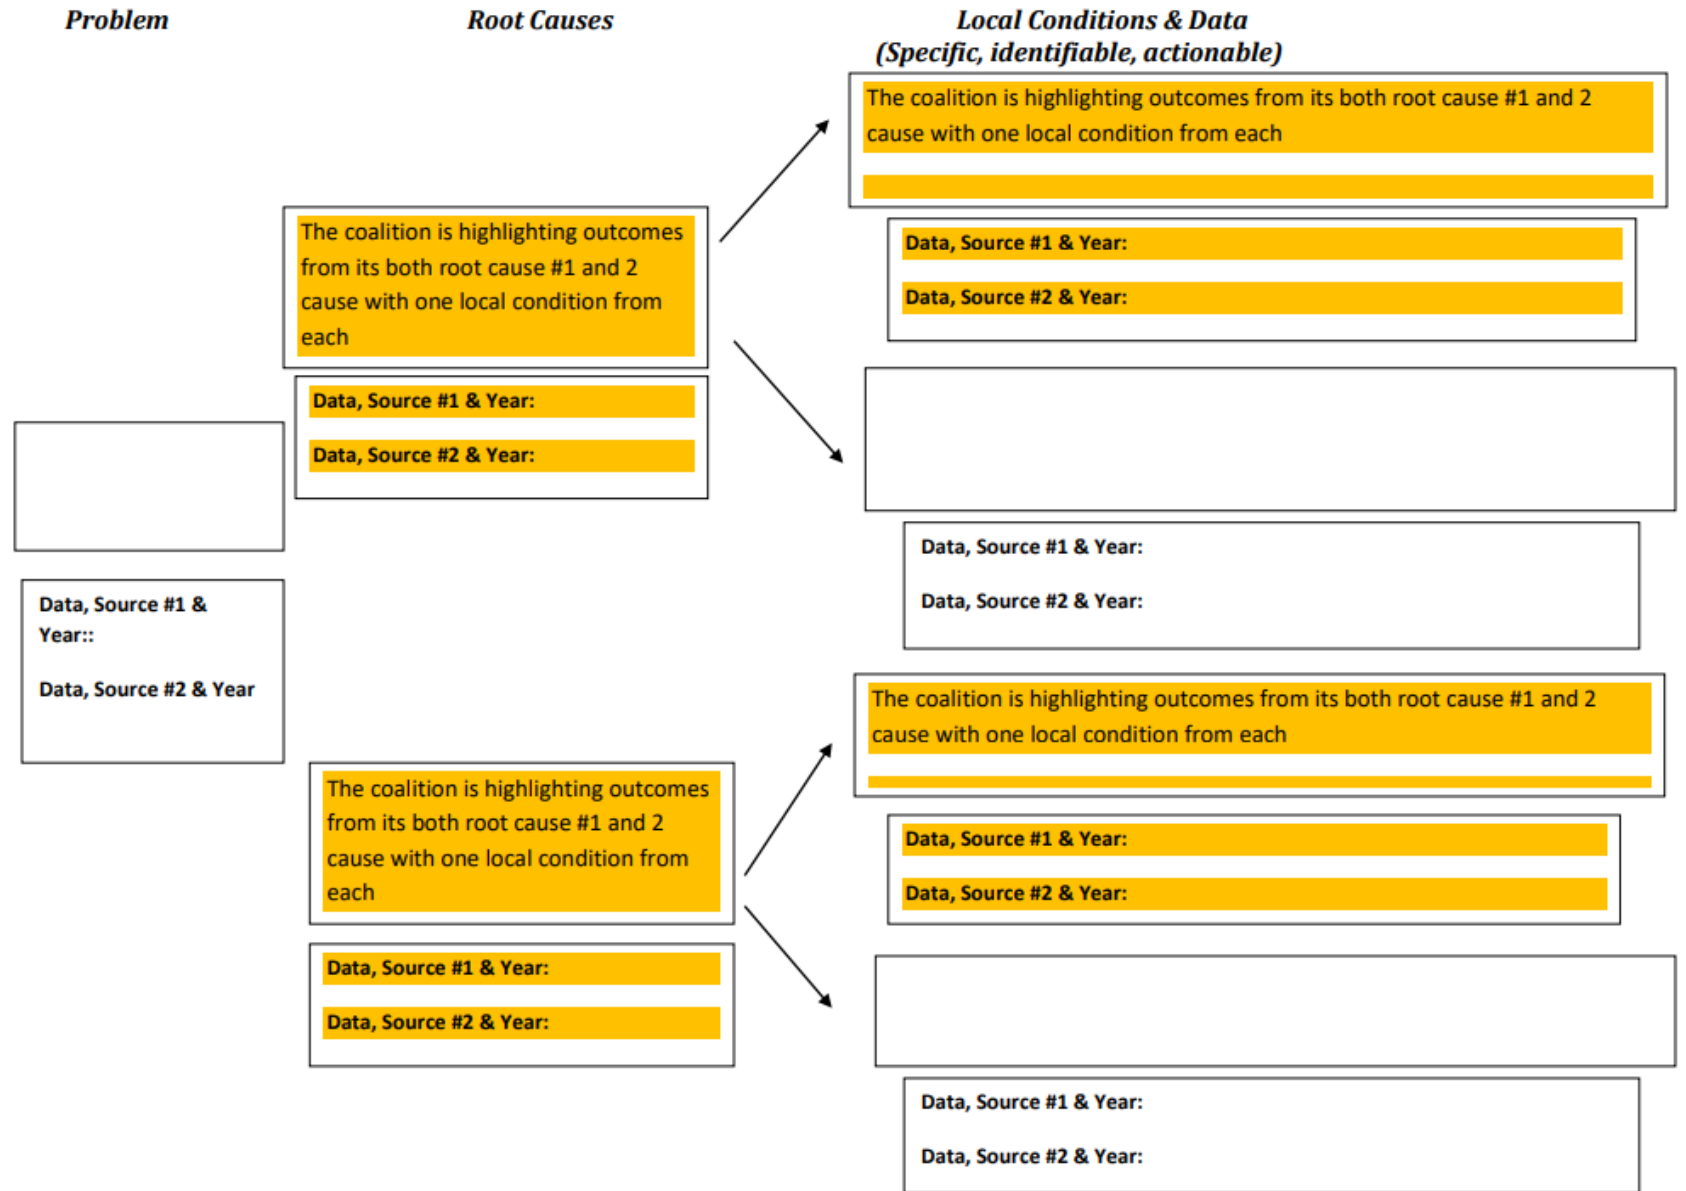 Problem
Root Causes
Local Conditions & Data
(Specific, identifiable, actionable)
The coalition is highlighting outcomes from its both root cause #1 and 2
cause with one local condition from each
The coalition is highlighting outcomes
from its both root cause #1 and 2
cause with one local condition from
each
Data, Source #1 & Year:
Data, Source #2 & Year:
Data, Source #1 & Year:
Data, Source #2 & Year:
Data, Source #1 & Year:
Data, Source #2 & Year:
Data, Source #1 &
Year::
Data, Source #2 & Year
The coalition is highlighting outcomes from its both root cause #1 and 2
cause with one local condition from each
The coalition is highlighting outcomes
from its both root cause #1 and 2
cause with one local condition from
each
Data, Source #1 & Year:
Data, Source #2 & Year:
Data, Source #1 & Year:
Data, Source #2 & Year:
Data, Source #1 & Year:
Data, Source #2 & Year: